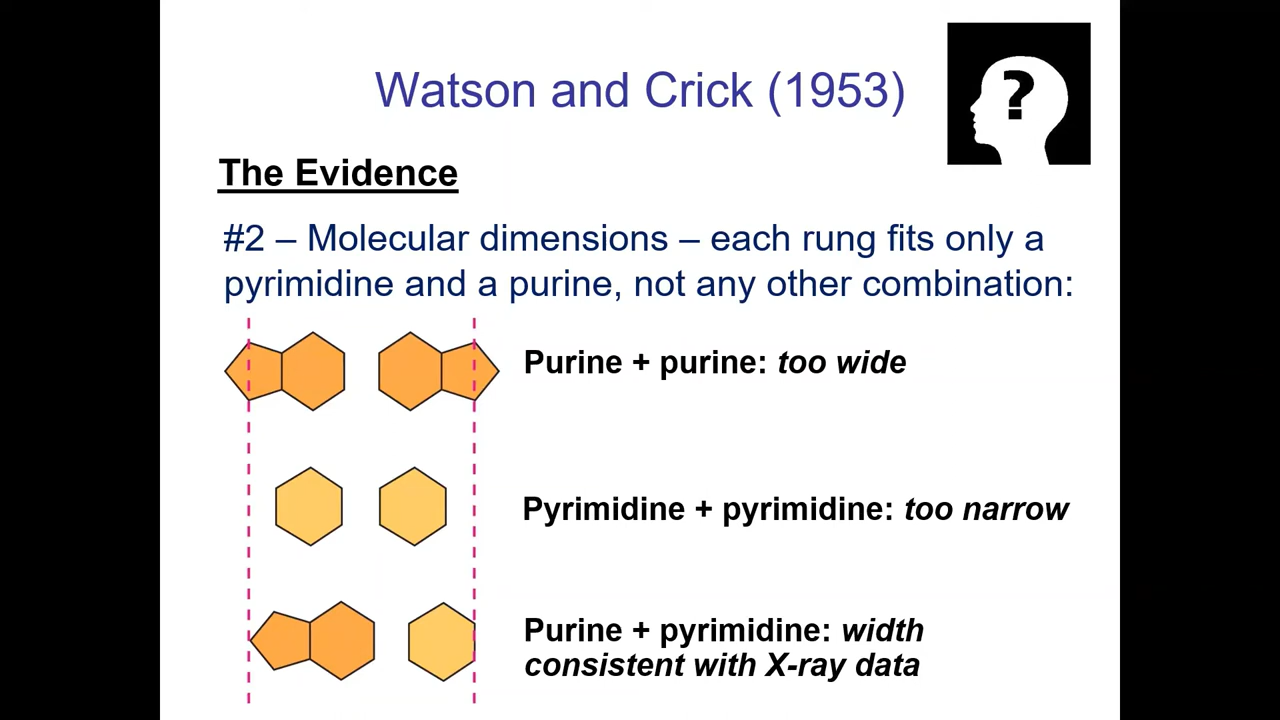 Watson and Crick (1953)
?
The Evidence
#2 – Molecular dimensions – each rung fits only a
pyrimidine and a purine, not any other combination:
Purine + purine: too wide
Pyrimidine + pyrimidine: too narrow
Purine + pyrimidine: width
consistent with X-ray data